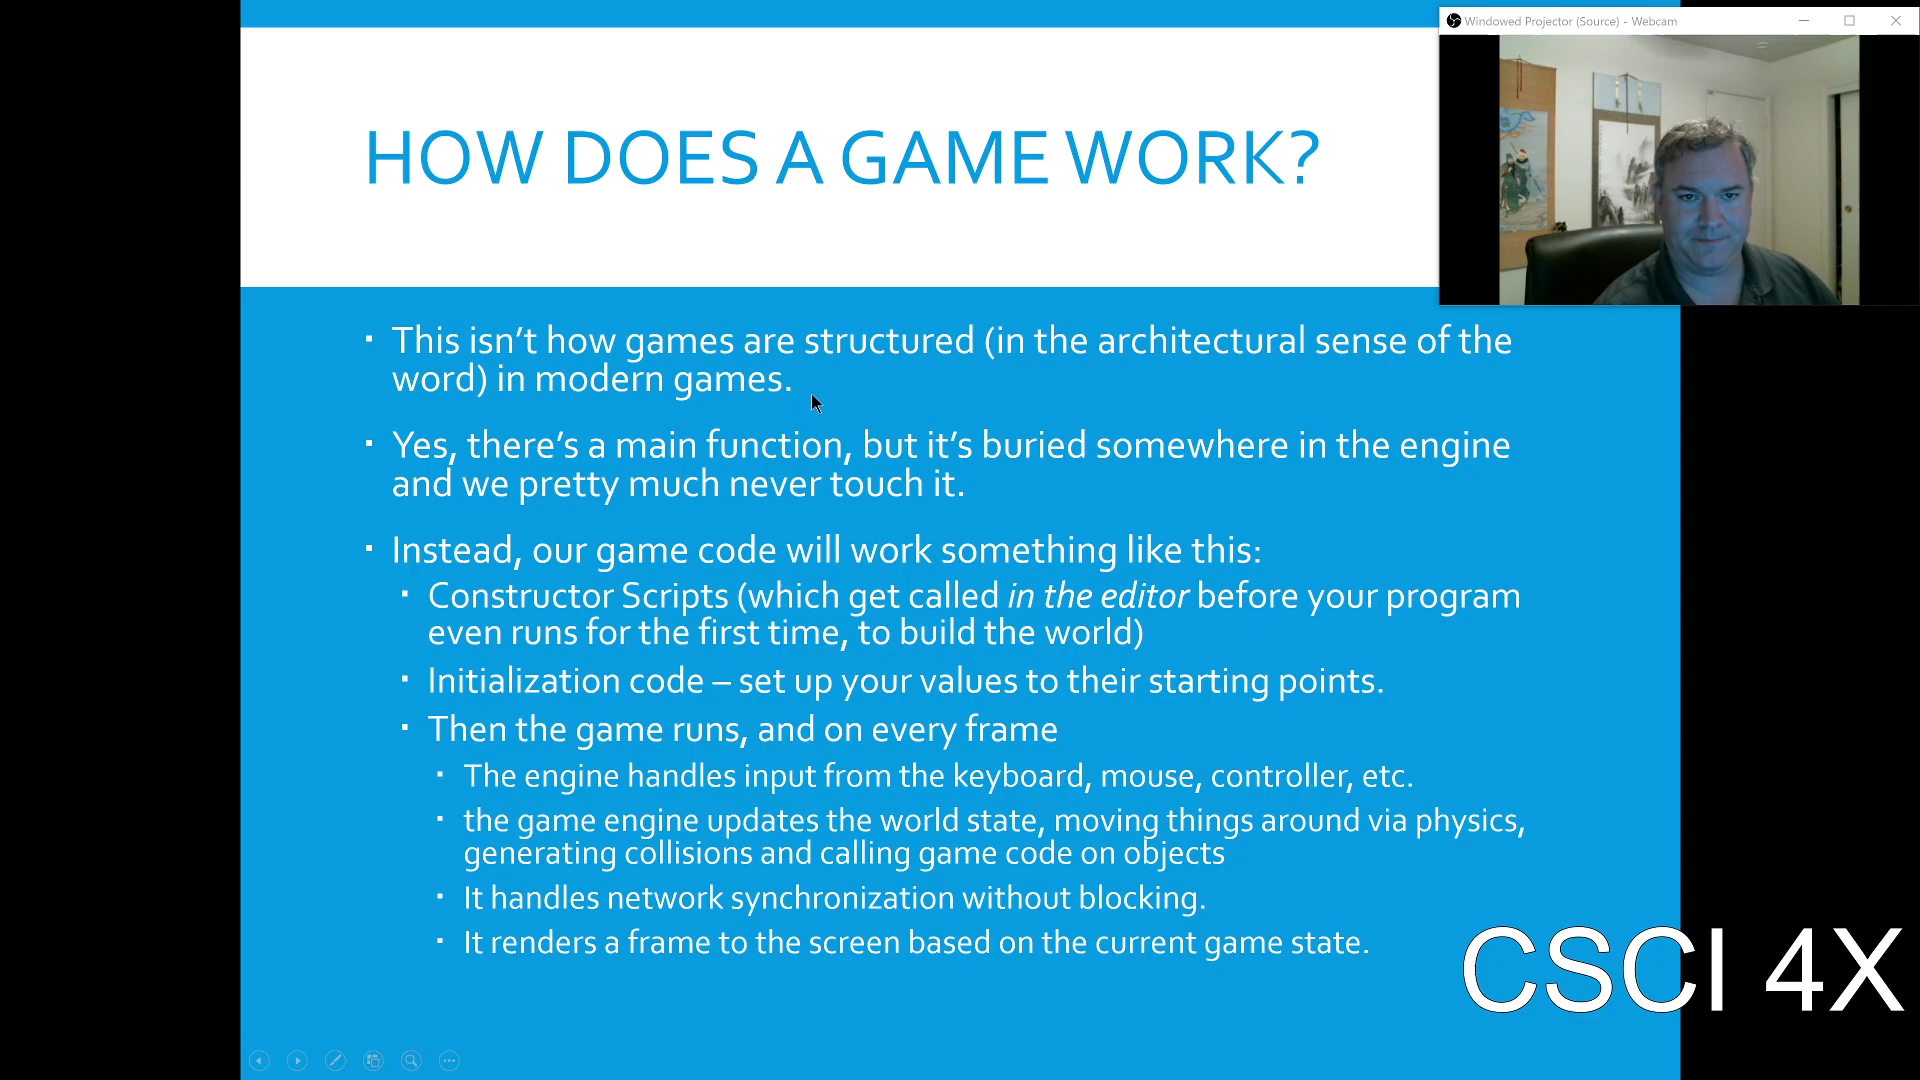 Windowed Projector (Source) - Webcam
HOW DOES A GAME WORK?
▪ This isn’t how games are structured (in the architectural sense of the
word) in modern games.
▪ Yes, there’s a main function, but it’s buried somewhere in the engine
and we pretty much never touch it.
▪ Instead, our game code will work something like this:
▪ Constructor Scripts (which get called in the editor before your program
even runs for the first time, to build the world)
▪ Initialization code – set up your values to their starting points.
▪ Then the game runs, and on every frame
▪ The engine handles input from the keyboard, mouse, controller, etc.
▪ the game engine updates the world state, moving things around via physics,
generating collisions and calling game code on objects
▪ It handles network synchronization without blocking.
▪ It renders a frame to the screen based on the current game state.
CSCI 4X